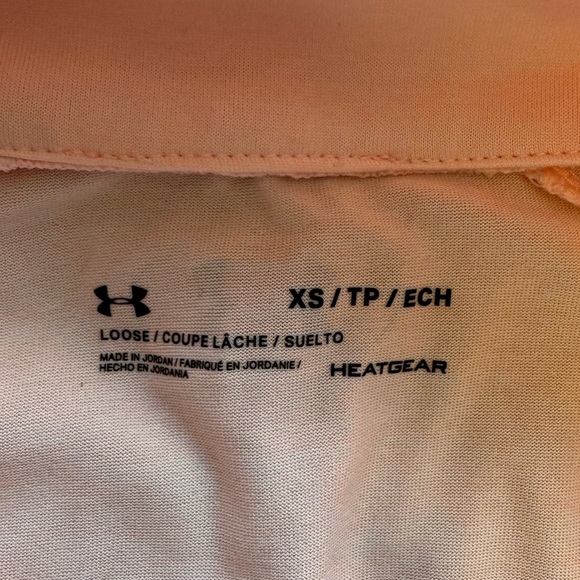 XS / TP / ECH
LOOSE / COUPE LÂCHE / SUELTO
MADE IN JORDAN / FABRIQUÉ EN JORDANIE /
HECHO EN JORDANIA
HEATGEAR